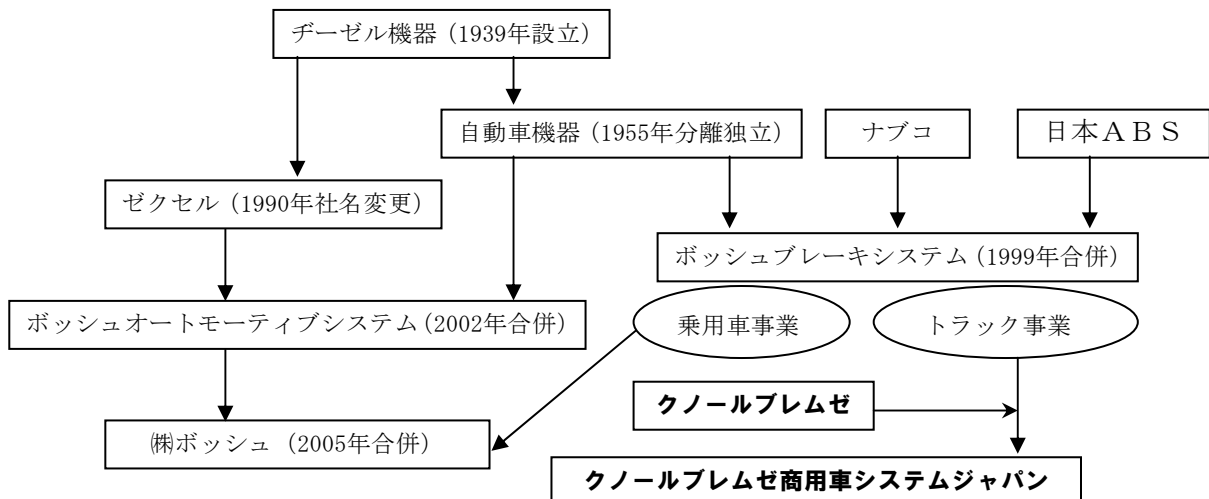 ヂーゼル機器（1939年設立）
自動車機器（1955年分離独立）
ナブコ
日本ＡＢＳ
ゼクセル（1990年社名変更）
ボッシュブレーキシステム（1999年合併）
ボッシュオートモーティブシステム（2002年合併）
乗用車事業
トラック事業
クノールブレムゼ
㈱ボッシュ（2005年合併）
クノールブレムゼ商用車システムジャパン